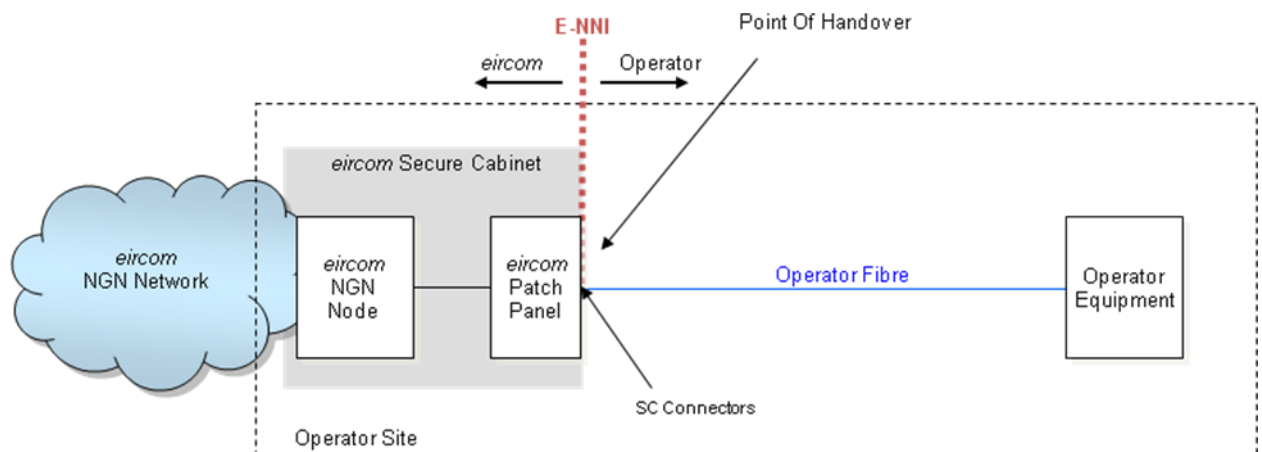 E-NNI
Point Of Handover
eircom
Operator
eircom Secure Cabinet
eircom
NGN Network
eircom
NGN
Node
eircom
Patch
Panel
Operator Fibre
Operator
Equipment
SC Connectors
Operator Site